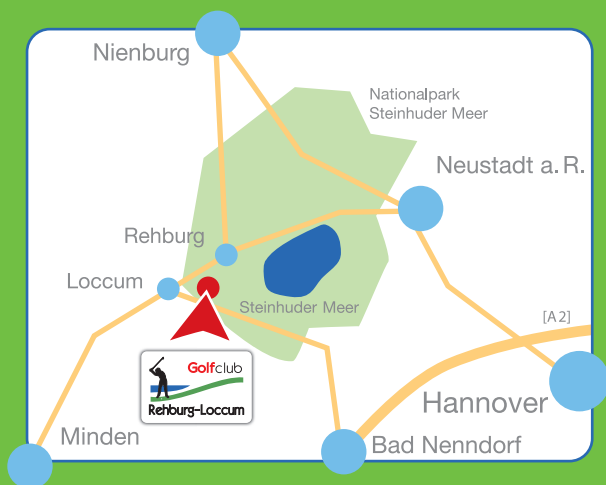 Nienburg
Nationalpark
Steinhuder Meer
Neustadt a. R.
Rehburg
Loccum
Steinhuder Meer
[A 2]
Golfclub
Rehburg-Loccum
Hannover
Minden
Bad Nenndorf